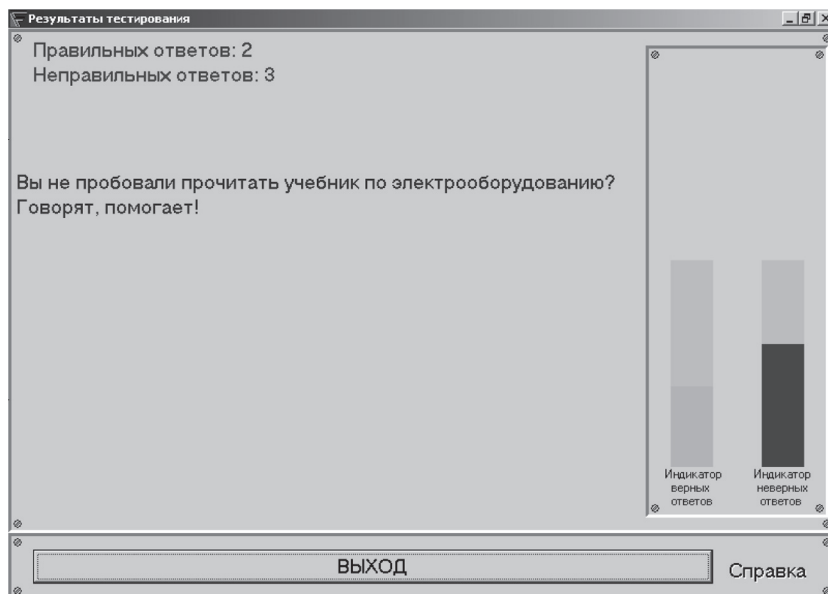 Результаты тестирования
Правильных ответов: 2
Неправильных ответов: 3
Вы не пробовали прочитать учебник по электрооборудованию?
Говорят, помогает!
Индикатор
верных
ответов
Индикатор
неверных
ответов
ВЫХОД
Справка